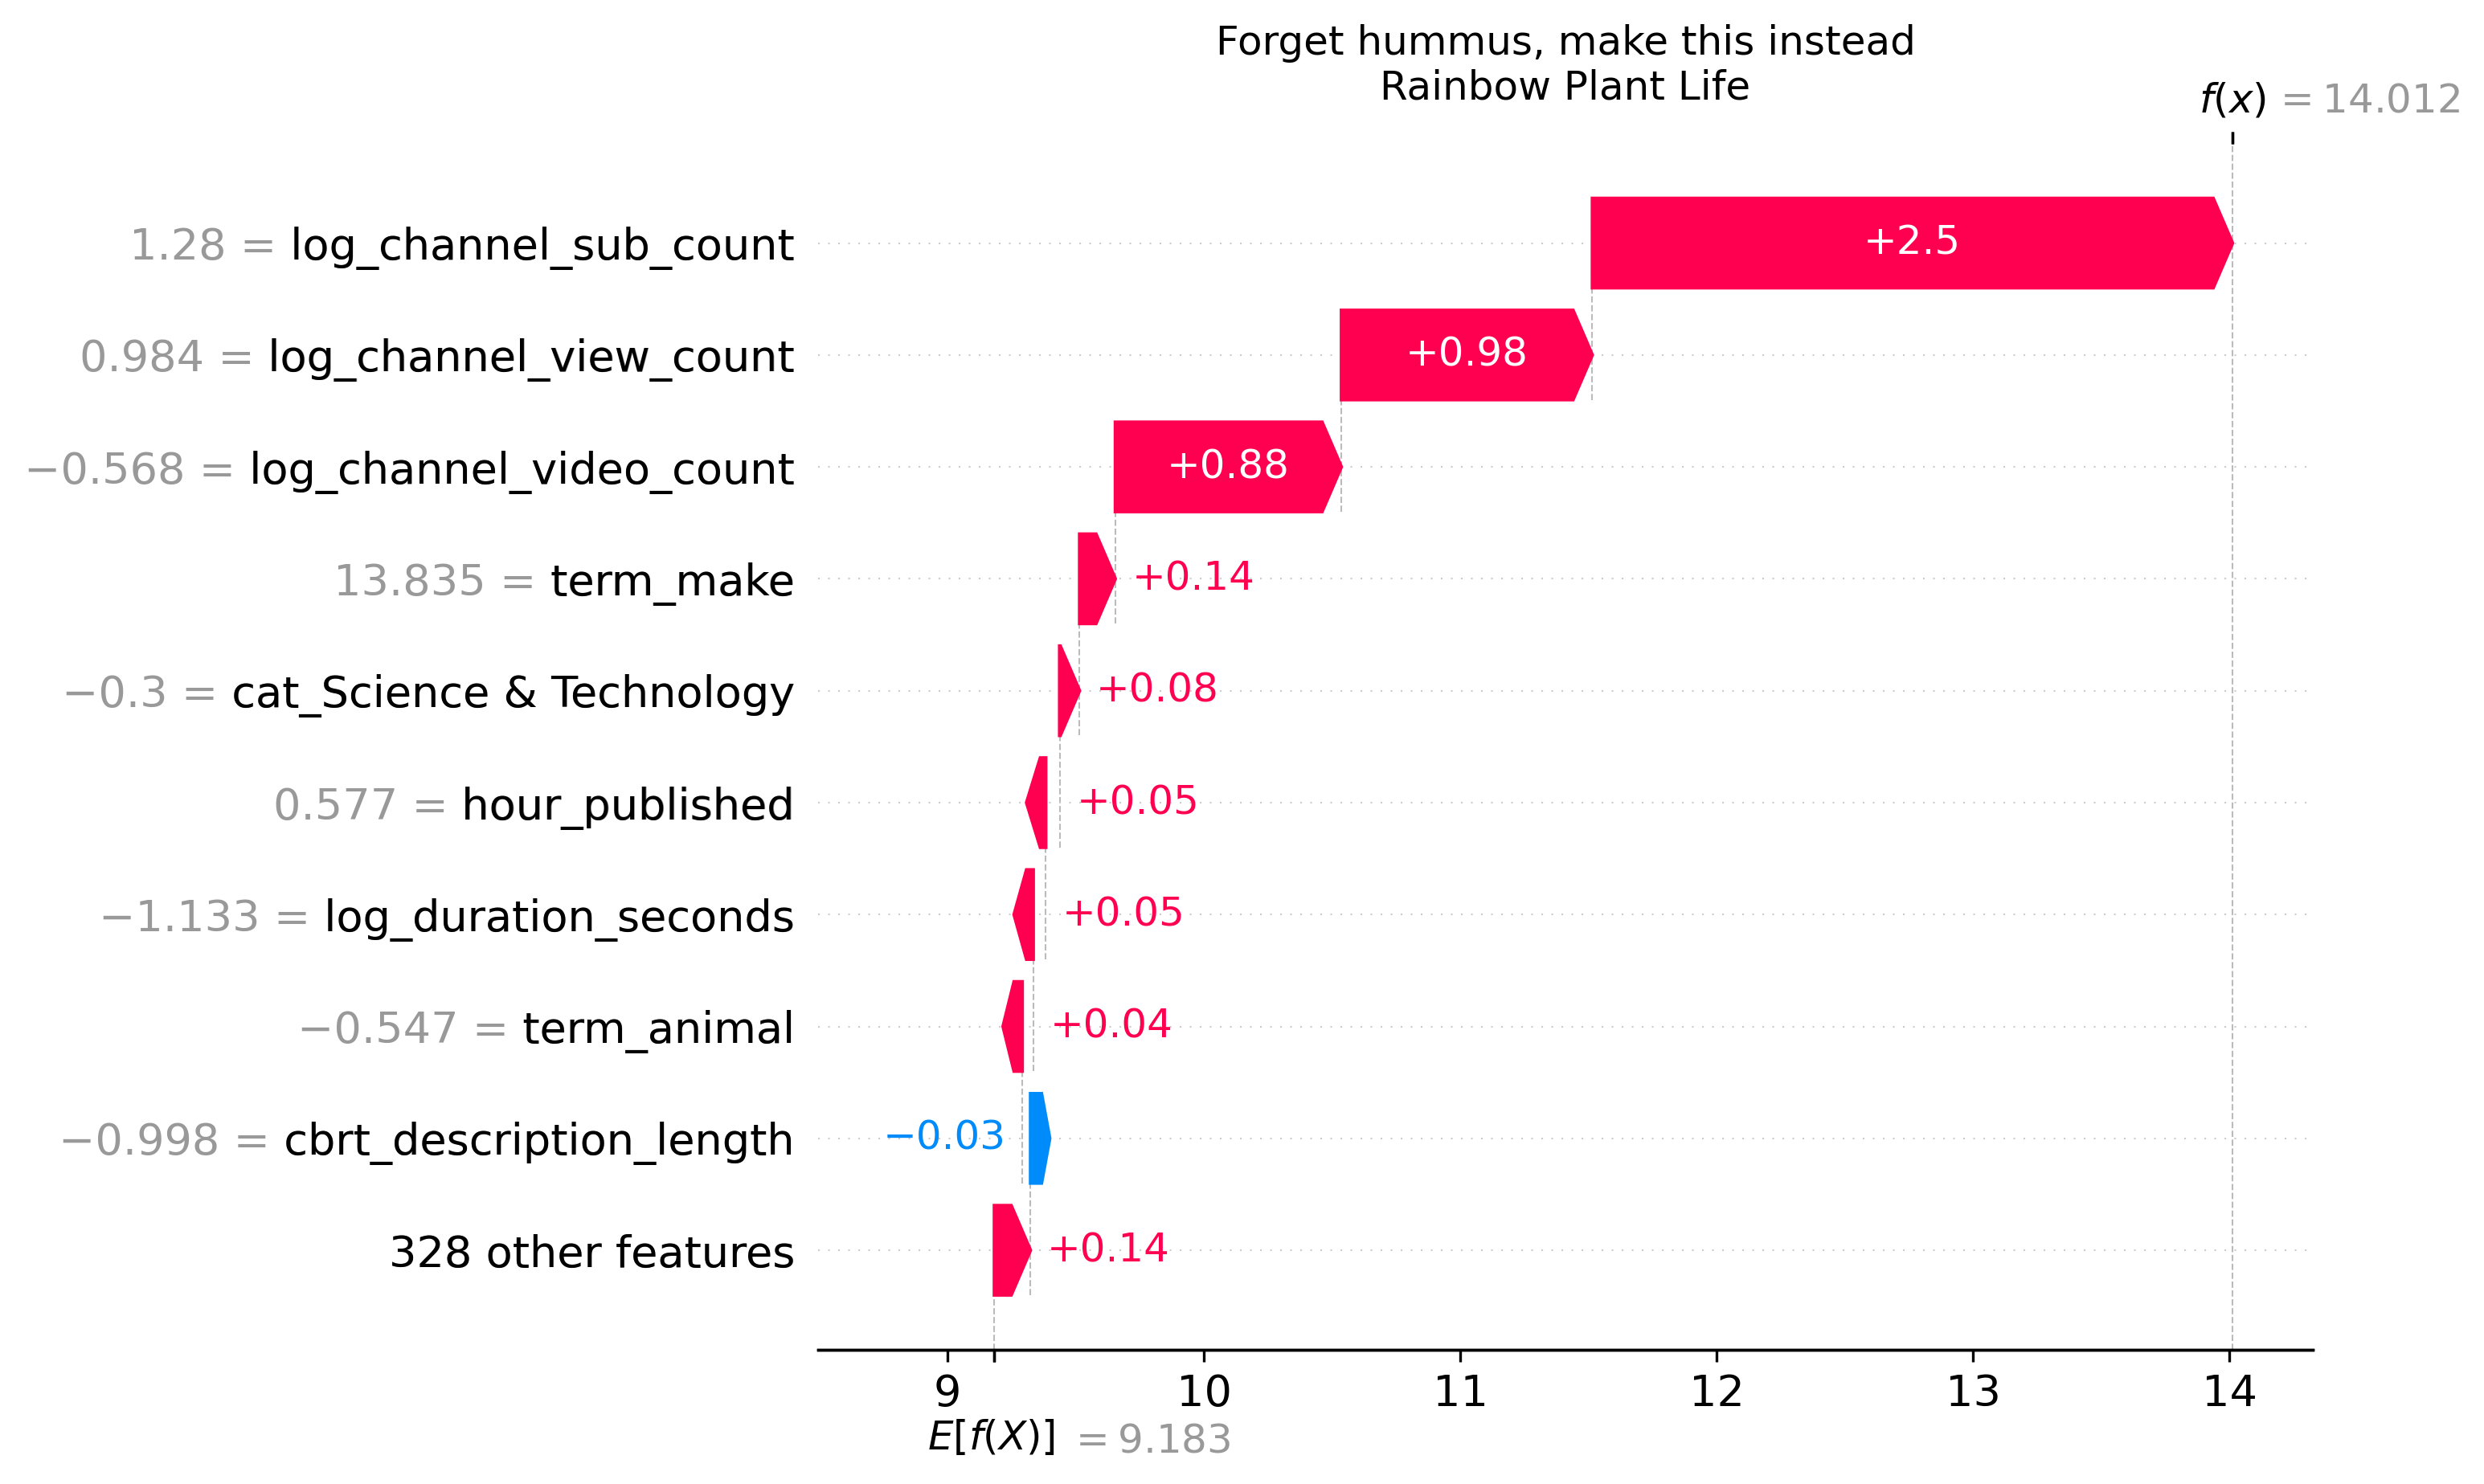 Forget hummus, make this instead
Rainbow Plant Life
f(x) = 14.012
1.28 = log_channel_sub_count +2.5
0.984 = log_channel_view_count +0.98
−0.568 = log_channel_video_count +0.88
13.835 = term_make +0.14
−0.3 = cat_Science & Technology +0.08
0.577 = hour_published +0.05
−1.133 = log_duration_seconds +0.05
−0.547 = term_animal +0.04
−0.998 = cbrt_description_length −0.03
328 other features +0.14
9 10 11 12 13 14
E[f(X)] = 9.183